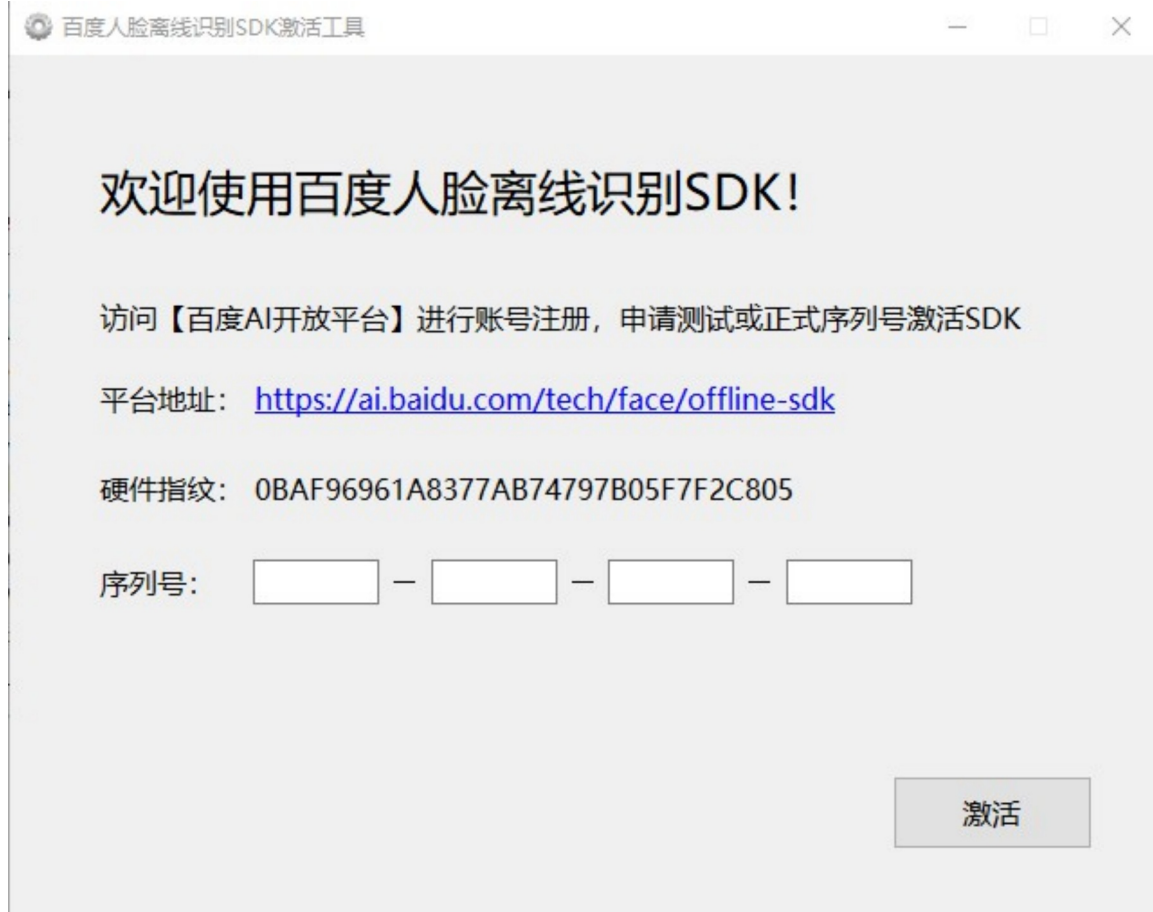 百度人脸离线识别SDK激活工具
欢迎使用百度人脸离线识别SDK！
访问【百度AI开放平台】进行账号注册，申请测试或正式序列号激活SDK
平台地址： https://ai.baidu.com/tech/face/offline-sdk
硬件指纹： 0BAF96961A8377AB74797B05F7F2C805
序列号： — — —
激活